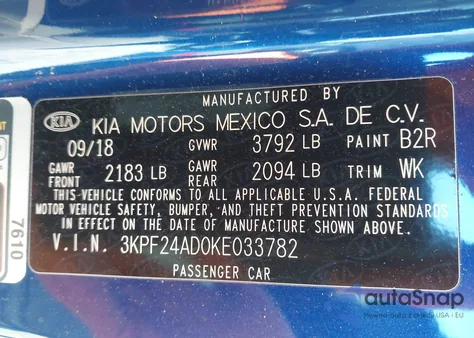 MANUFACTURED BY
KIA KIA MOTORS MEXICO S.A. DE C.V.
09/18 GVWR 3792 LB PAINT B2R
GAWR FRONT 2183 LB GAWR REAR 2094 LB TRIM WK
THIS-VEHICLE CONFORMS TO ALL APPLICABLE U.S.A. FEDERAL
MOTOR VEHICLE SAFETY, BUMPER, AND THEFT PREVENTION STANDARDS
IN EFFECT ON THE DATE OF MANUFACTURE SHOWN ABOVE.
V.I.N. 3KPF24AD0KE033782
PASSENGER CAR
7610
autoSnap